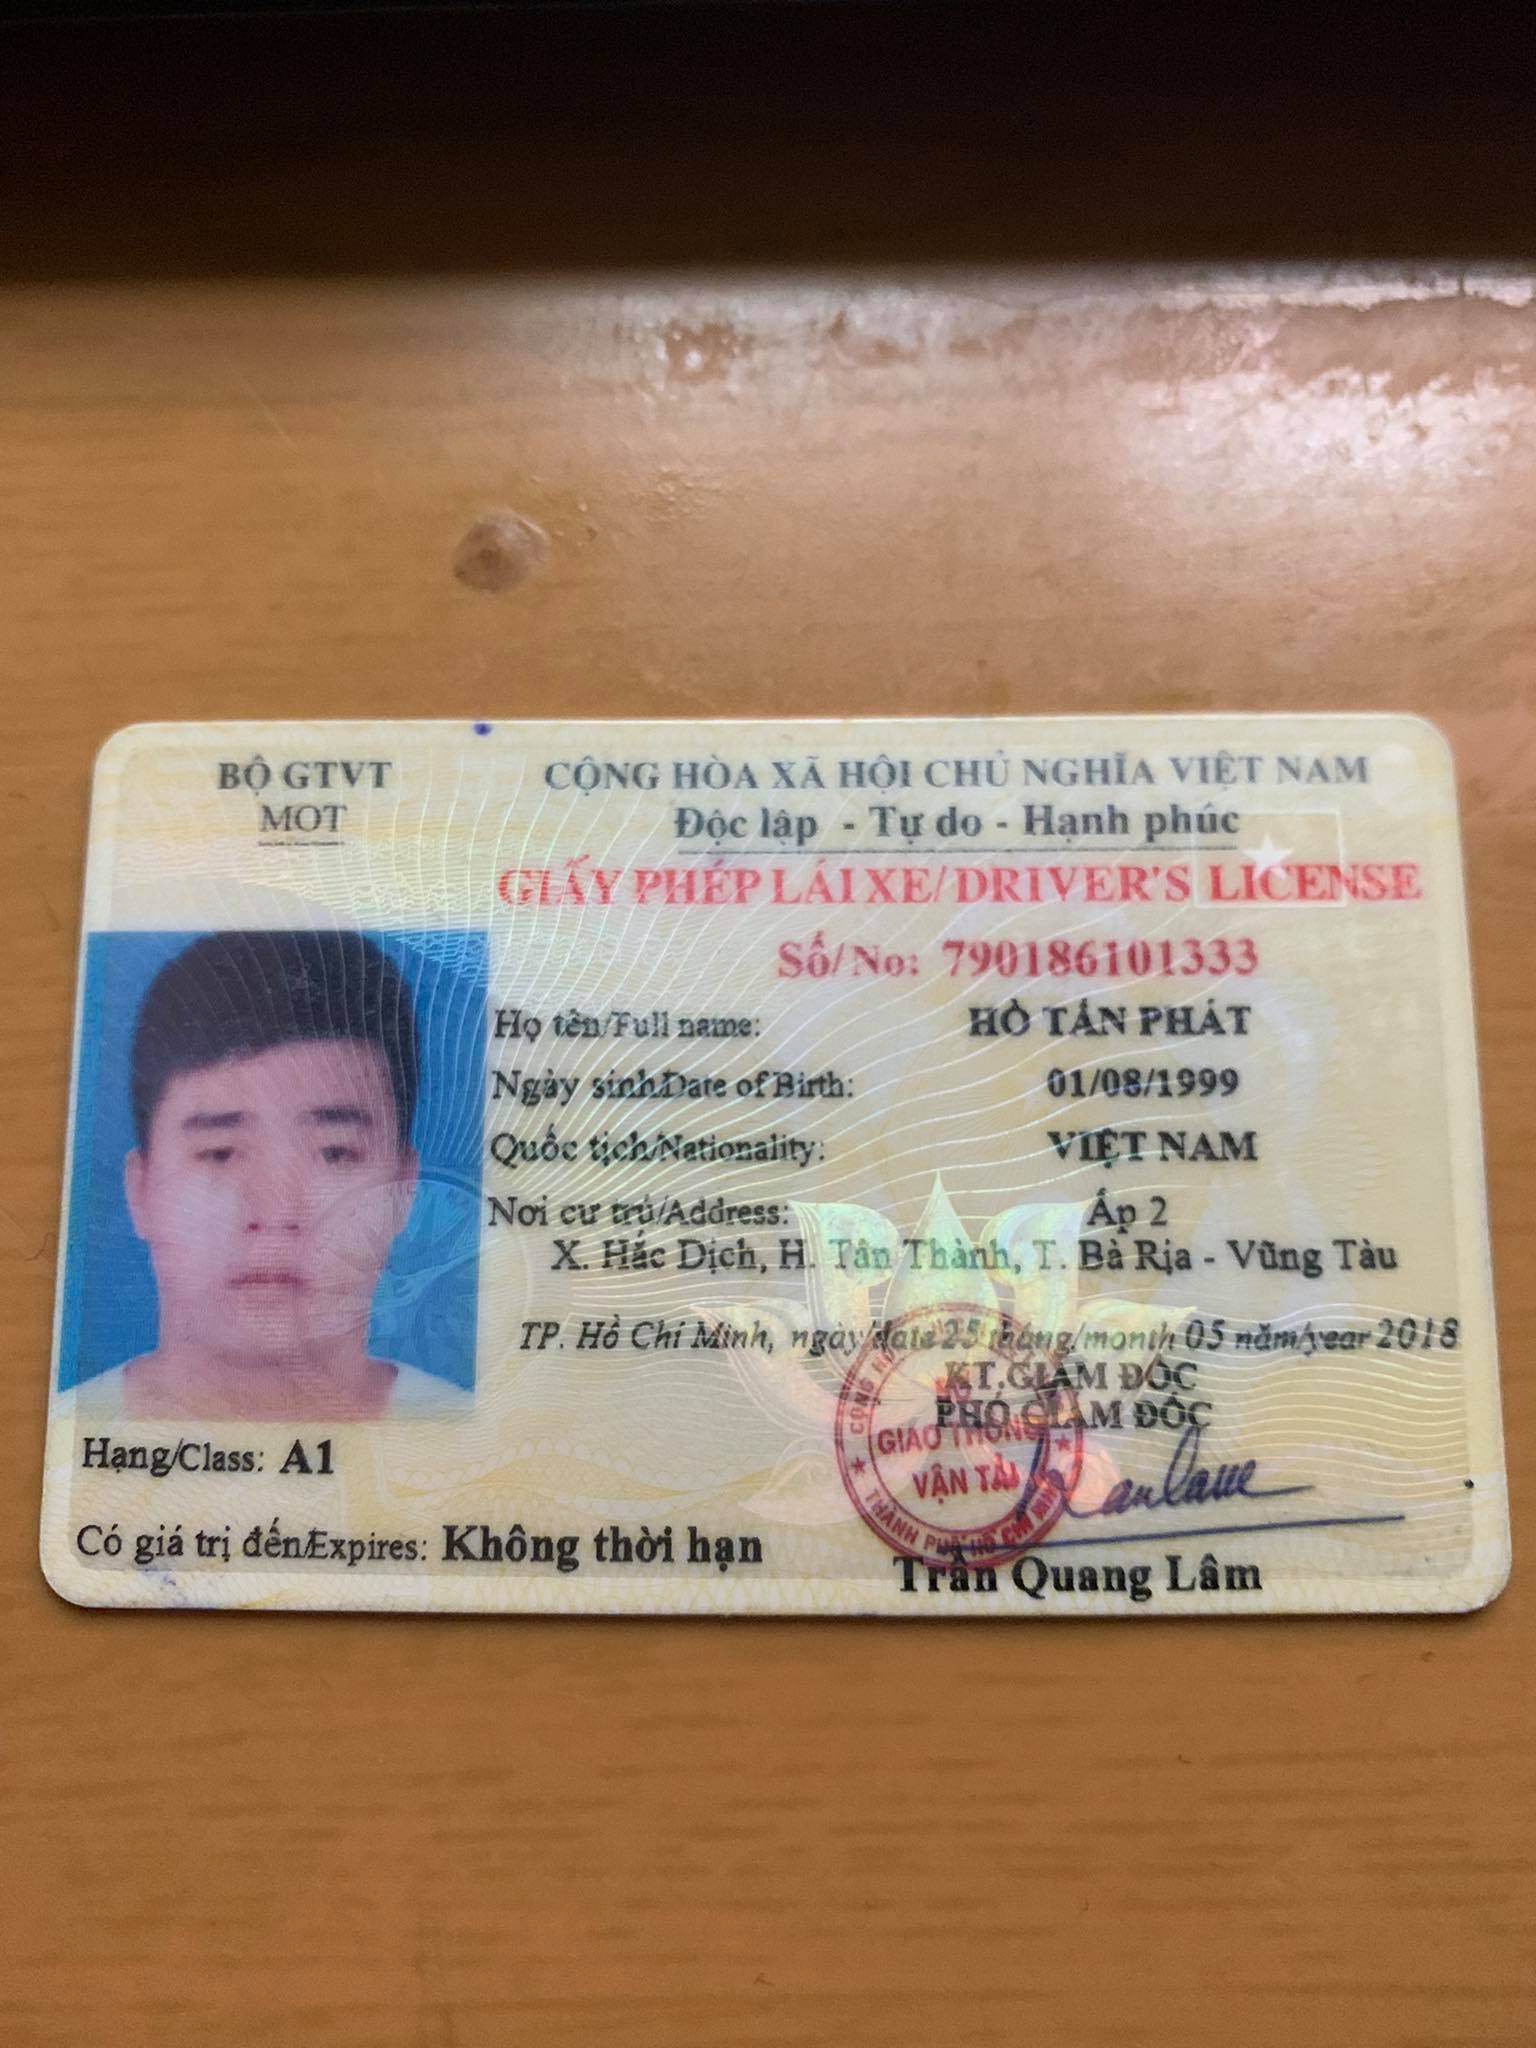 BỘ GTVT
MOT
CỘNG HÒA XÃ HỘI CHỦ NGHĨA VIỆT NAM
Độc lập - Tự do - Hạnh phúc
GIẤY PHÉP LÁI XE/DRIVER'S LICENSE
Số/No: 790186101333
Họ tên/Full name: HỒ TẤN PHÁT
Ngày sinh/Date of Birth: 01/08/1999
Quốc tịch/Nationality: VIỆT NAM
Nơi cư trú/Address: Ấp 2
X. Hắc Dịch, H. Tân Thành, T. Bà Rịa - Vũng Tàu
TP. Hồ Chí Minh, ngày/date 25 tháng/month 05 năm/year 2018
KT.GIÁM ĐỐC
PHÓ GIÁM ĐỐC
GIAO THÔNG
VẬN TẢI
THÀNH PHỐ HỒ CHÍ MINH
Hạng/Class: A1
Có giá trị đến/Expires: Không thời hạn
Trần Quang Lâm